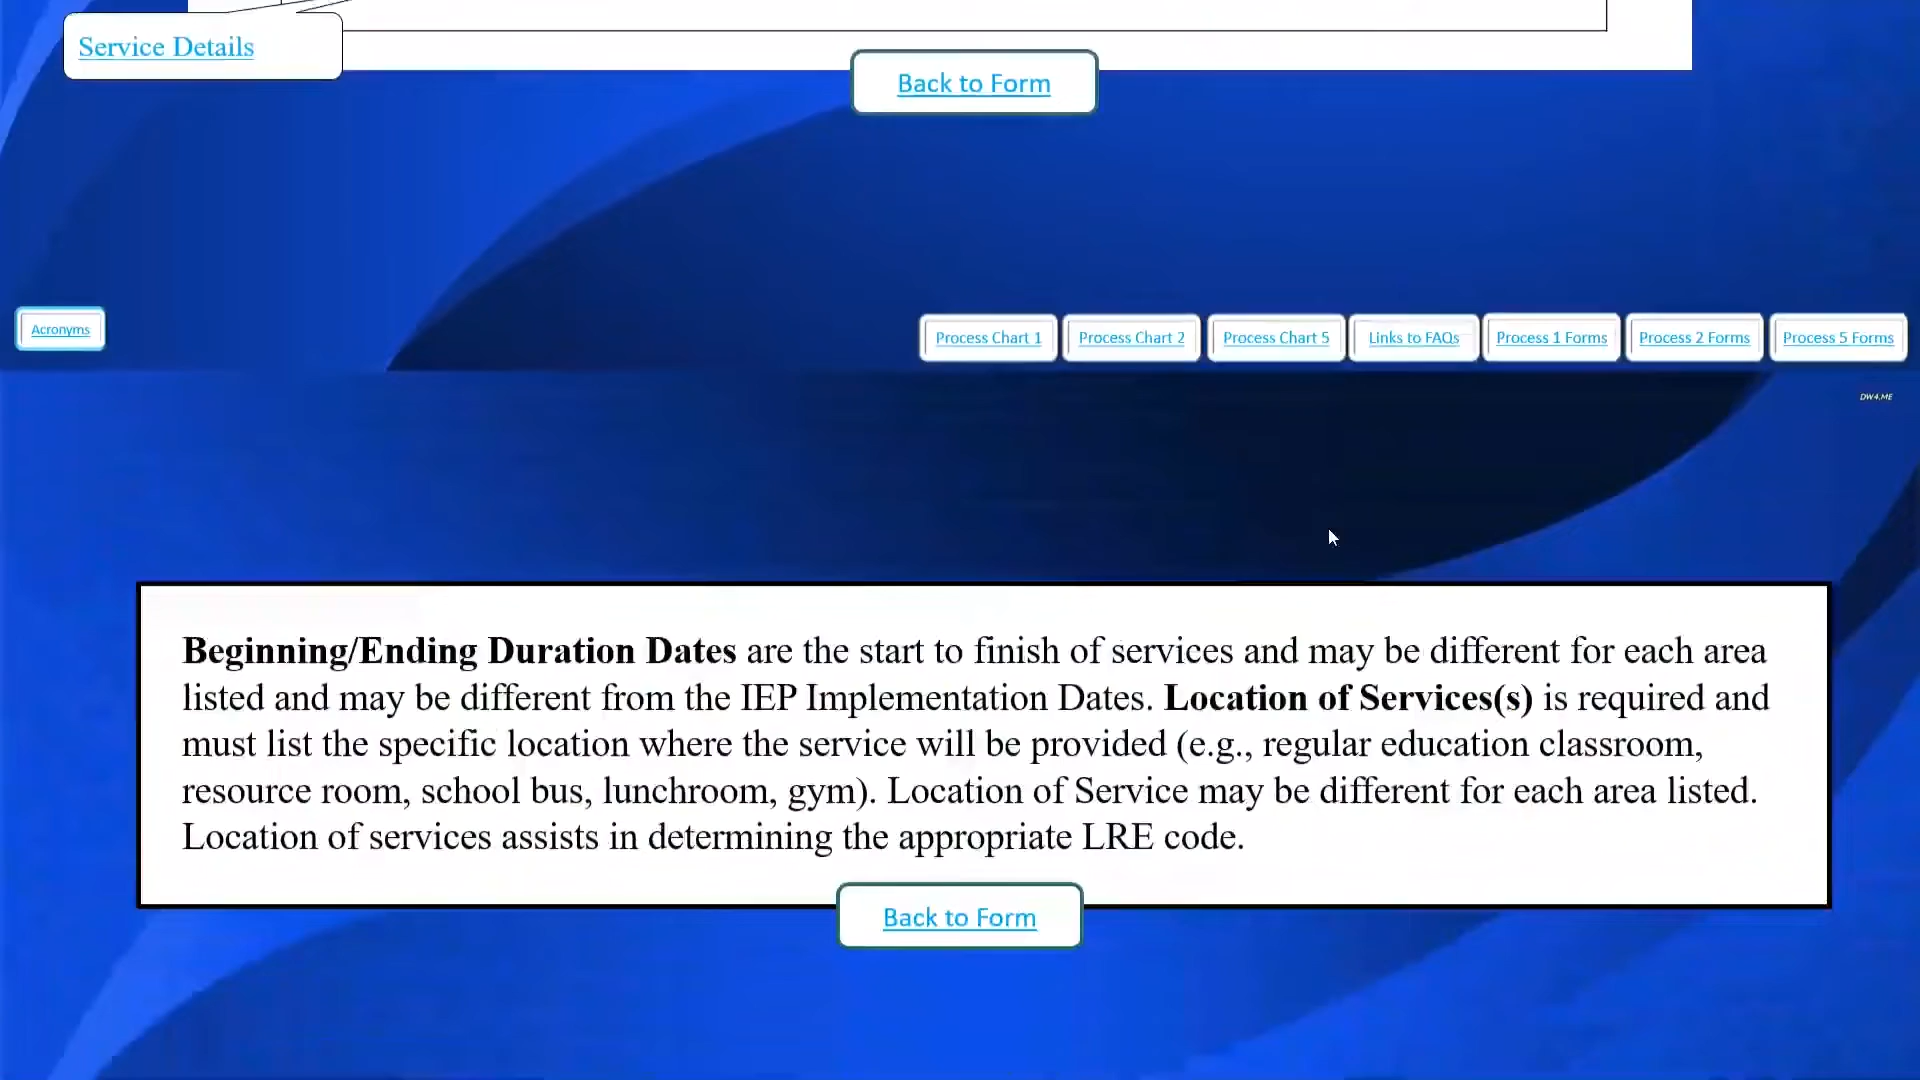 Service Details
Back to Form
Acronyms
Process Chart 1
Process Chart 2
Process Chart 5
Links to FAQs
Process 1 Forms
Process 2 Forms
Process 5 Forms
DW4.ME
Beginning/Ending Duration Dates are the start to finish of services and may be different for each area
listed and may be different from the IEP Implementation Dates. Location of Services(s) is required and
must list the specific location where the service will be provided (e.g., regular education classroom,
resource room, school bus, lunchroom, gym). Location of Service may be different for each area listed.
Location of services assists in determining the appropriate LRE code.
Back to Form